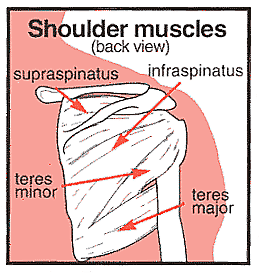 Shoulder muscles
(back view)
supraspinatus
infraspinatus
teres
minor
teres
major